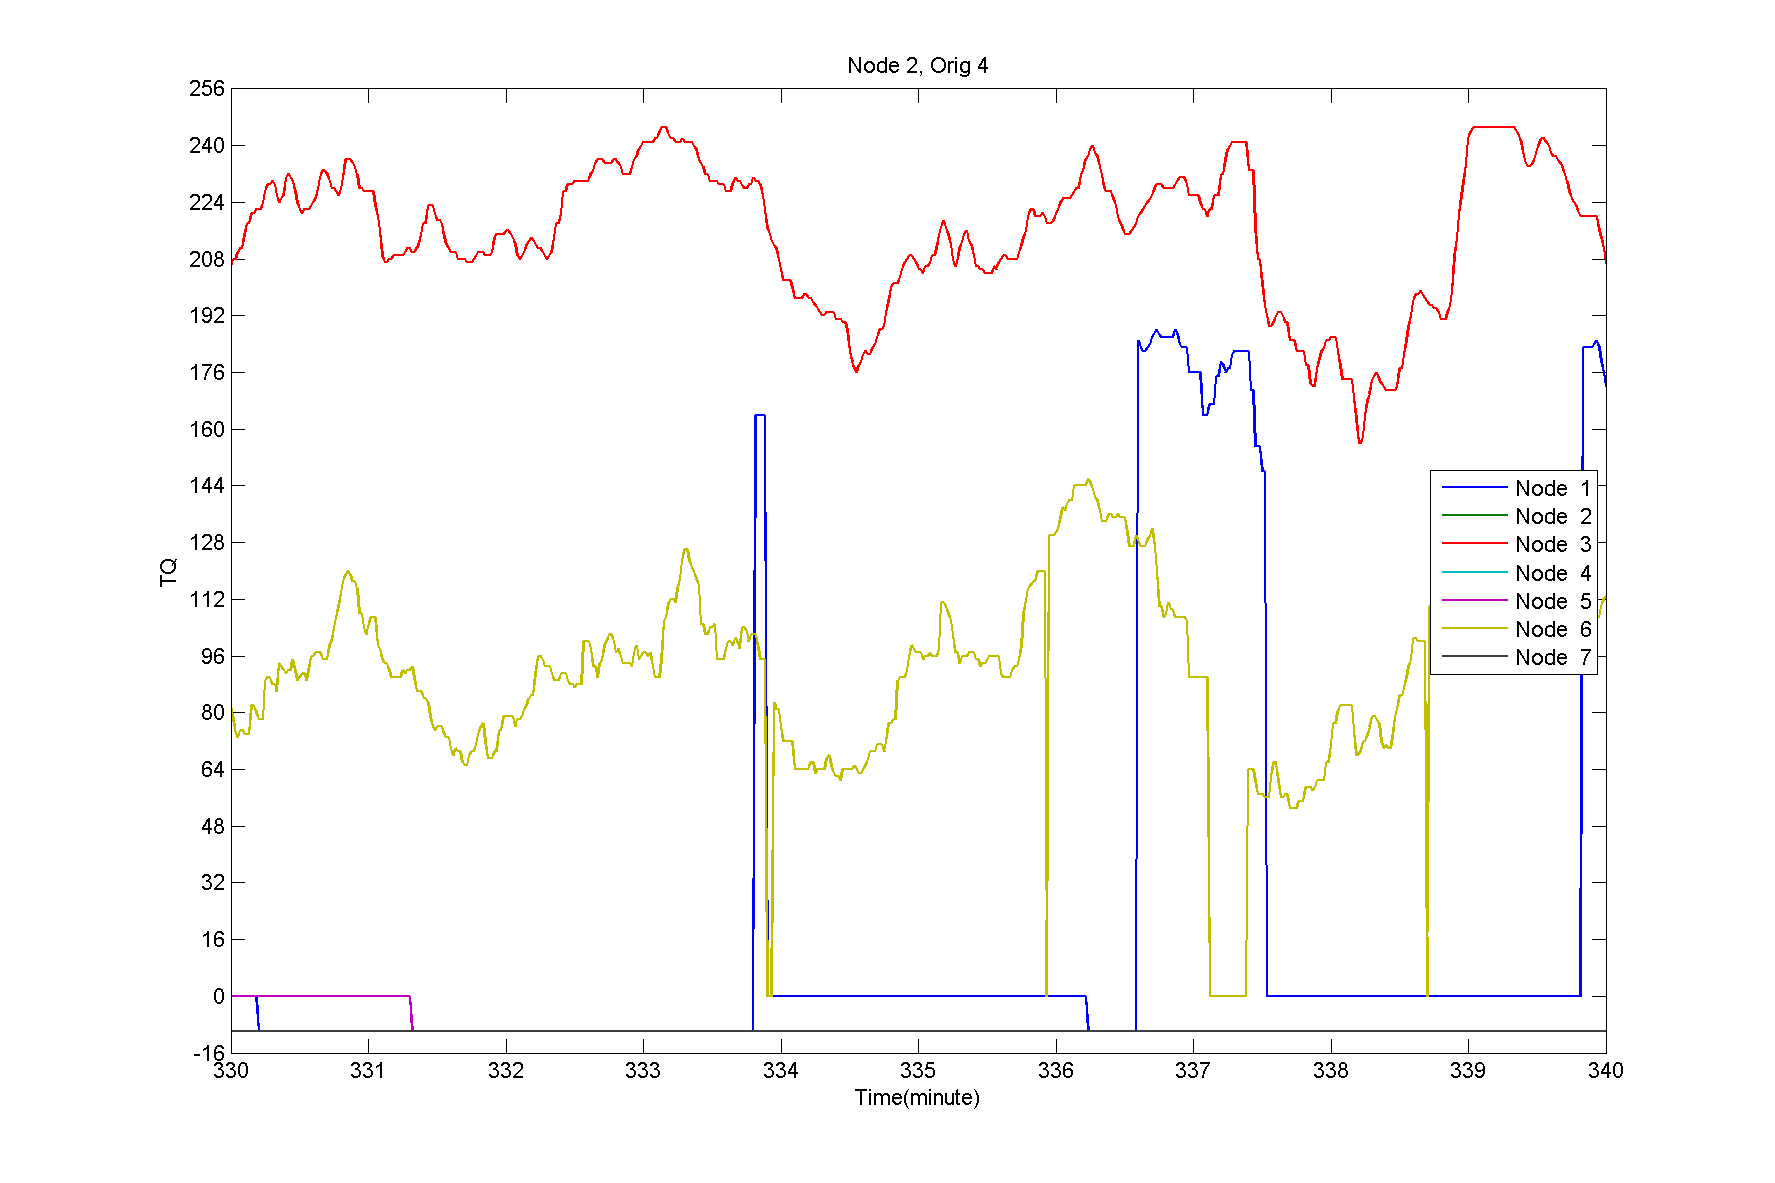 Node 2, Orig 4
256
240
224
208
192
176
160
144
128
112
96
80
64
48
32
16
0
-16
TQ
330 331 332 333 334 335 336 337 338 339 340
Time(minute)
Node 1
Node 2
Node 3
Node 4
Node 5
Node 6
Node 7